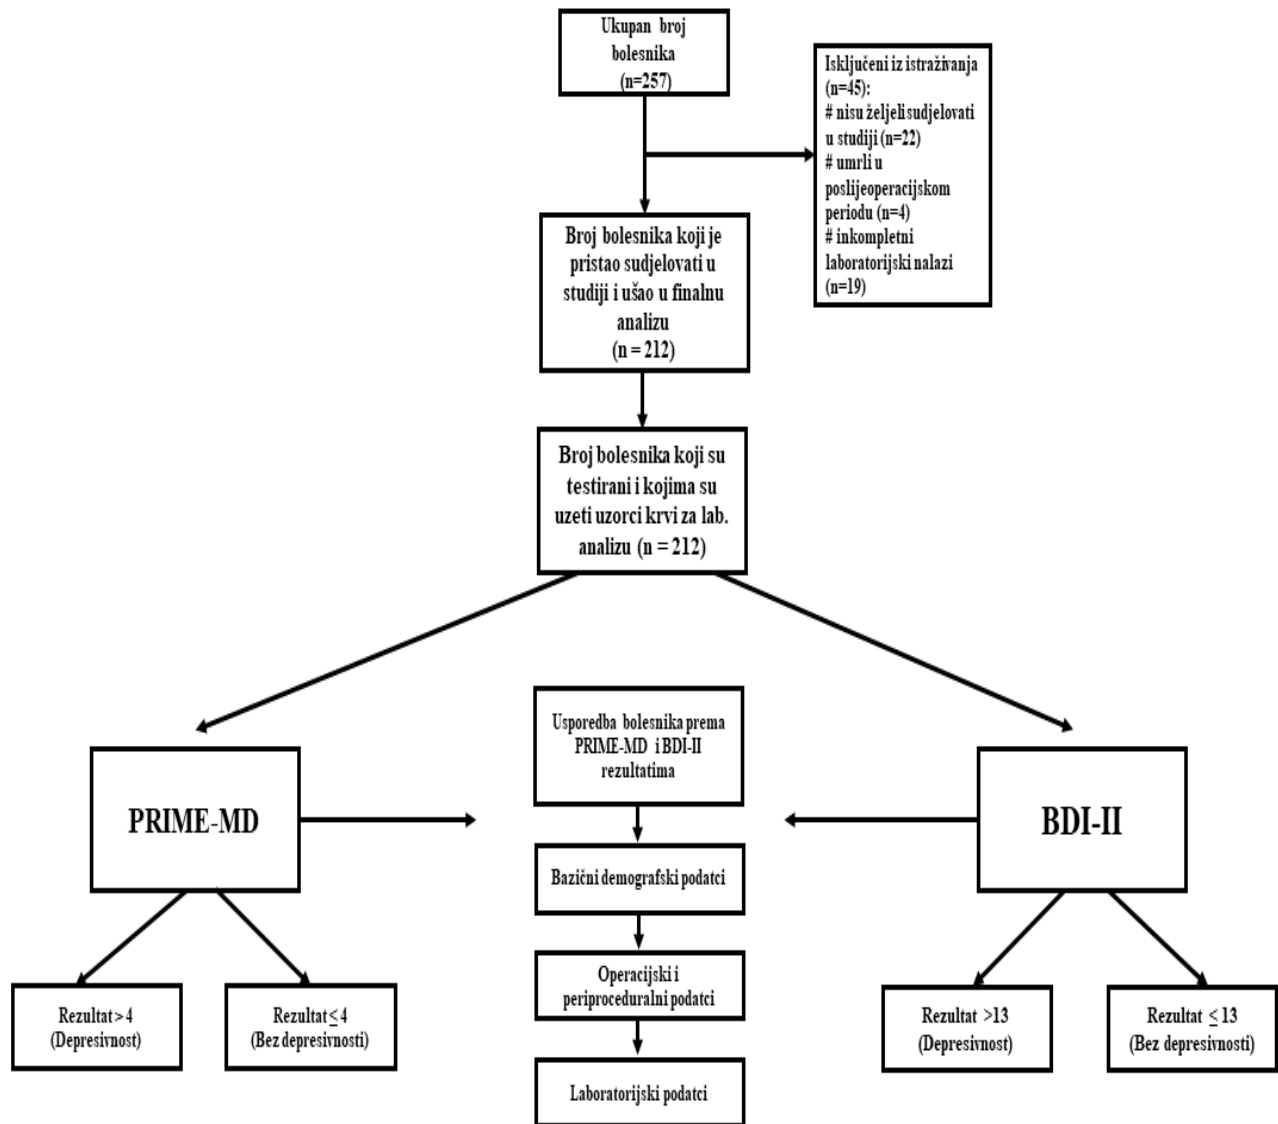 Ukupan broj
bolesnika
(n=257)
Isključeni iz istraživanja
(n=45):
# nisu željeli sudjelovati
u studiji (n=22)
# umrli u
poslijeoperacijskom
periodu (n=4)
# inkompletni
laboratorijski nalazi
(n=19)
Broj bolesnika koji je
pristao sudjelovati u
studiji i ušao u finalnu
analizu
(n = 212)
Broj bolesnika koji su
testirani i kojima su
uzeti uzorci krvi za lab.
analizu (n = 212)
Usporedba bolesnika prema
PRIME-MD i BDI-II
rezultatima
PRIME-MD
BDI-II
Bazični demografski podatci
Operacijski i
periproceduralni podatci
Laboratorijski podatci
Rezultat > 4
(Depresivnost)
Rezultat ≤ 4
(Bez depresivnosti)
Rezultat >13
(Depresivnost)
Rezultat ≤ 13
(Bez depresivnosti)